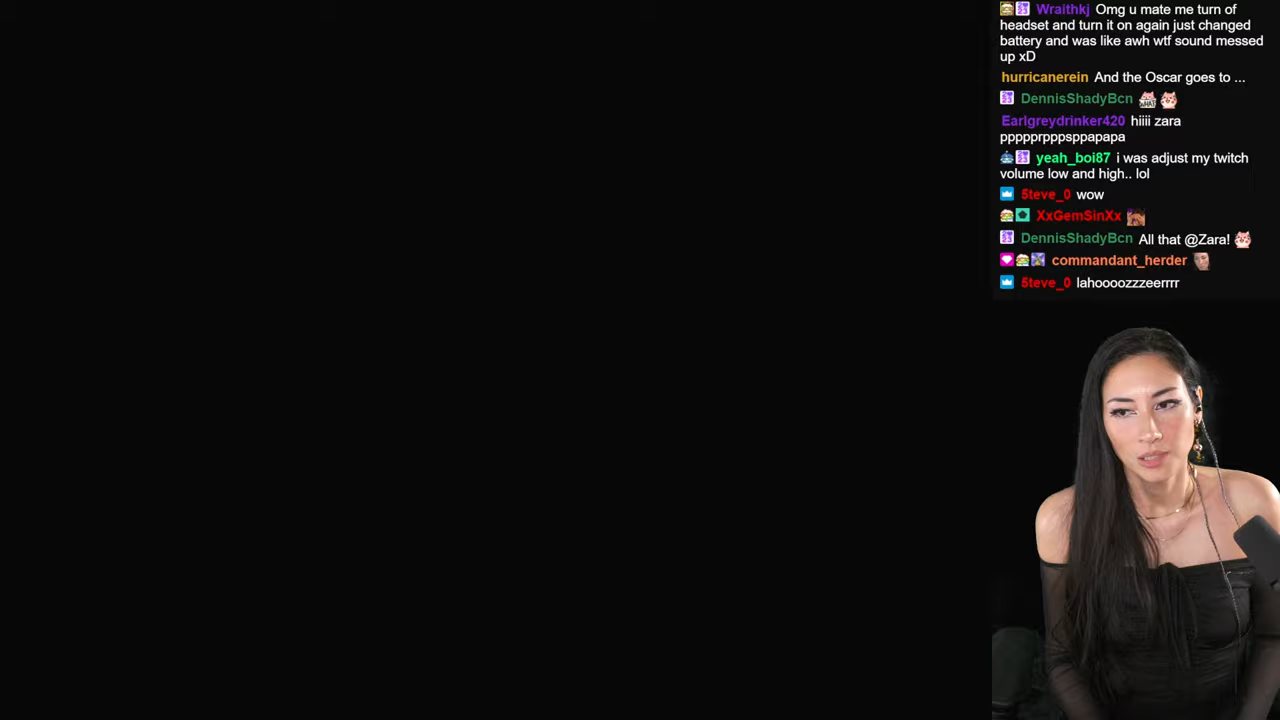 Wraithkj Omg u mate me turn of
headset and turn it on again just changed
battery and was like awh wtf sound messed
up xD
hurricanerein And the Oscar goes to ...
DennisShadyBcn
Earlgreydrinker420 hiiii zara
ppppprpppsppapapa
yeah_boi87 i was adjust my twitch
volume low and high.. lol
5teve_0 wow
XxGemSinXx
DennisShadyBcn All that @Zara!
commandant_herder
5teve_0 lahoooozzzeerrrr